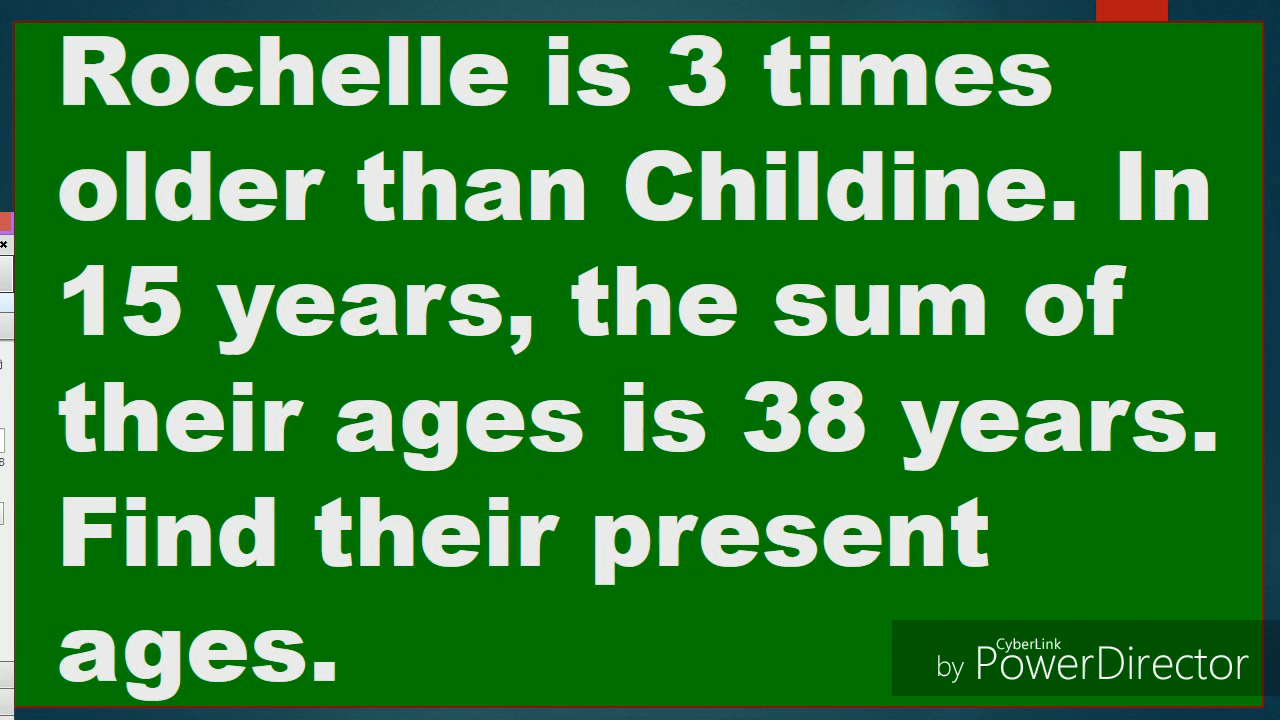 Rochelle is 3 times
older than Childine. In
15 years, the sum of
their ages is 38 years.
Find their present
ages.
CyberLink
by PowerDirector